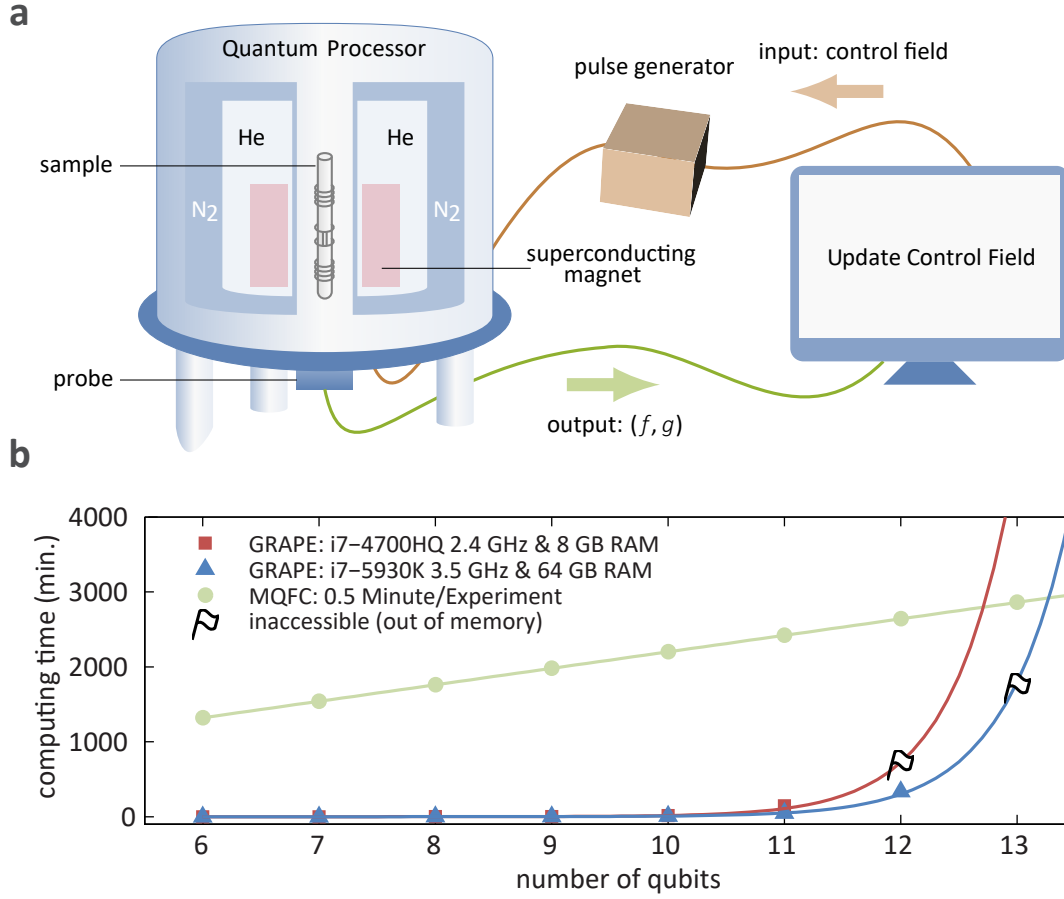 a
Quantum Processor
pulse generator
input: control field
He
He
sample
N2
N2
superconducting
magnet
Update Control Field
probe
output: (f, g)
b
computing time (min.)
4000
3000
2000
1000
0
GRAPE: i7−4700HQ 2.4 GHz & 8 GB RAM
GRAPE: i7−5930K 3.5 GHz & 64 GB RAM
MQFC: 0.5 Minute/Experiment
inaccessible (out of memory)
6 7 8 9 10 11 12 13
number of qubits